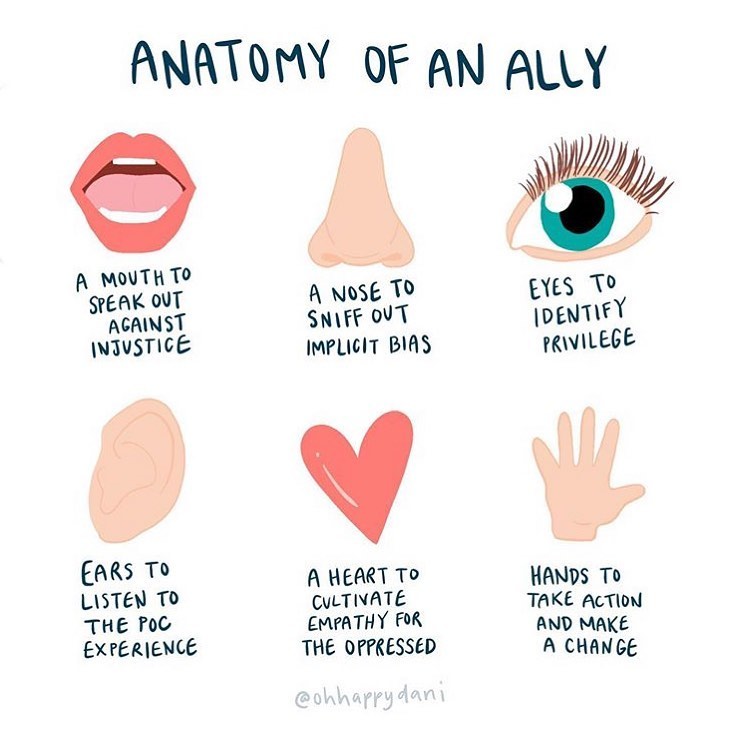 ANATOMY OF AN ALLY
A MOUTH TO
SPEAK OUT
AGAINST
INJUSTICE
A NOSE TO
SNIFF OUT
IMPLICIT BIAS
EYES TO
IDENTIFY
PRIVILEGE
EARS TO
LISTEN TO
THE POC
EXPERIENCE
A HEART TO
CULTIVATE
EMPATHY FOR
THE OPPRESSED
HANDS TO
TAKE ACTION
AND MAKE
A CHANGE
@ohhappydani